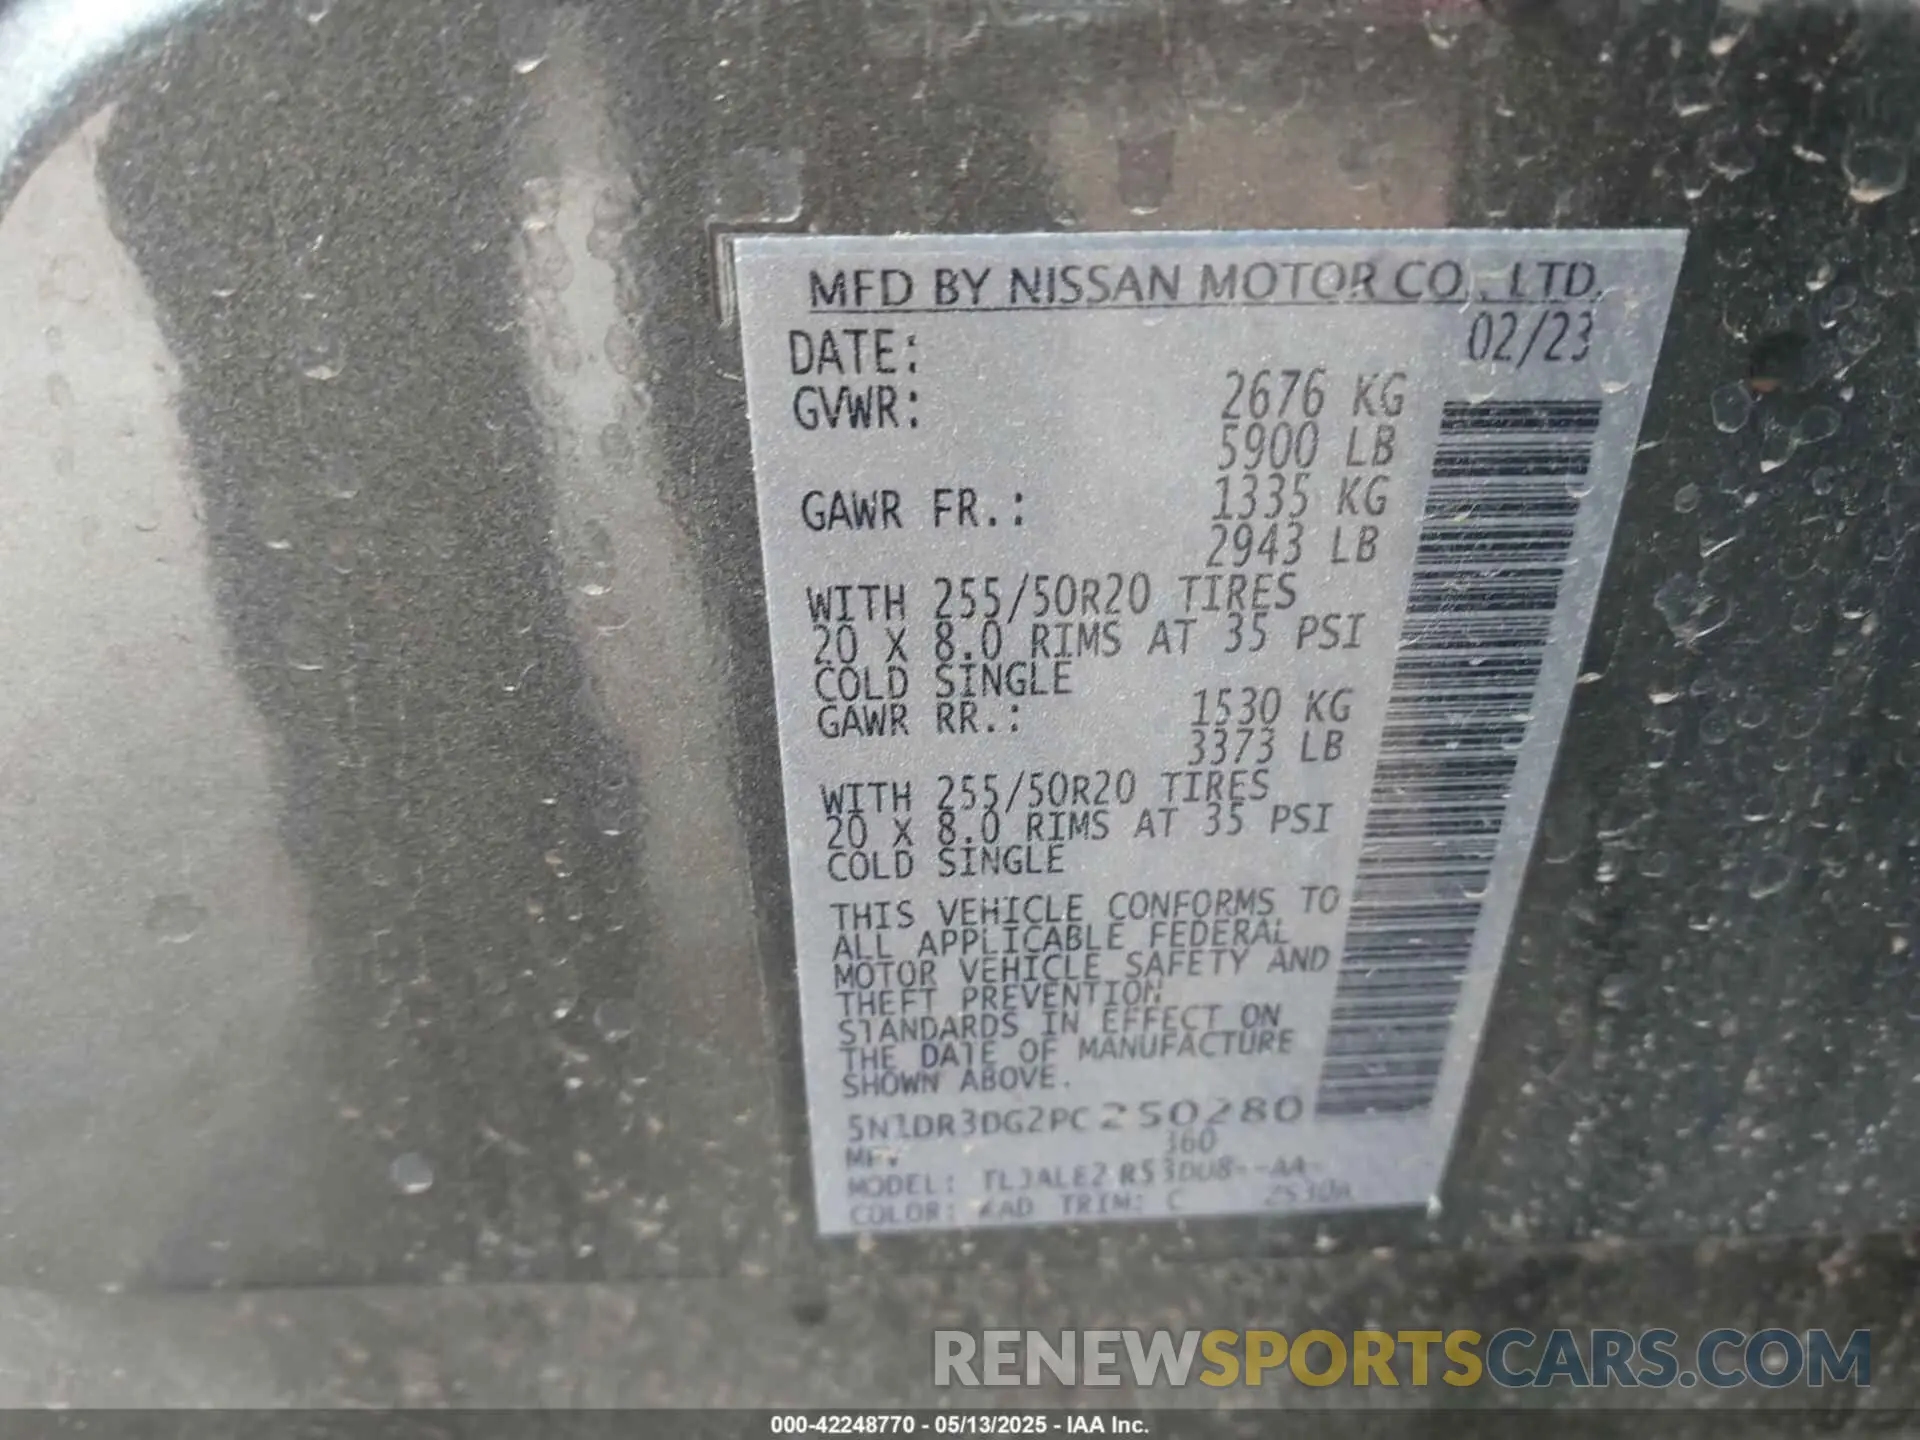 MFD BY NISSAN MOTOR CO., LTD.
DATE: 02/23
GVWR: 2676 KG
5900 LB
GAWR FR.: 1335 KG
2943 LB
WITH 255/50R20 TIRES
20 X 8.0 RIMS AT 35 PSI
COLD SINGLE
GAWR RR.: 1530 KG
3373 LB
WITH 255/50R20 TIRES
20 X 8.0 RIMS AT 35 PSI
COLD SINGLE
THIS VEHICLE CONFORMS TO
ALL APPLICABLE FEDERAL
MOTOR VEHICLE SAFETY AND
THEFT PREVENTION
STANDARDS IN EFFECT ON
THE DATE OF MANUFACTURE
SHOWN ABOVE.
5N1DR3DG2PC250280
360
MODEL:
COLOR: KAD TRIM: C
RENEWSPORTSCARS.COM
000-42248770 - 05/13/2025 - IAA Inc.